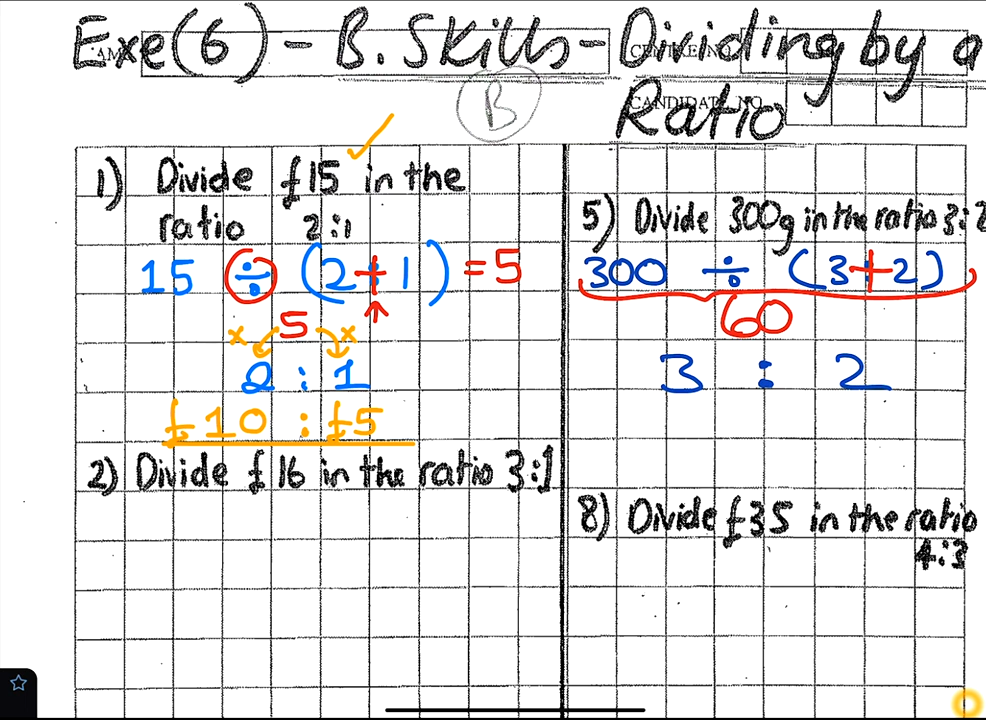 Exe(6) - B. Skills - Dividing by a
Ratio
CANDIDATE NO
B
1) Divide £15 in the
ratio 2:1
15 ÷ (2+1) = 5
5
x x
2 : 1
£10 : £5
2) Divide £16 in the ratio 3:1
5) Divide 300g in the ratio 3:2
300 ÷ (3+2)
60
3 : 2
8) Divide £35 in the ratio
4:3